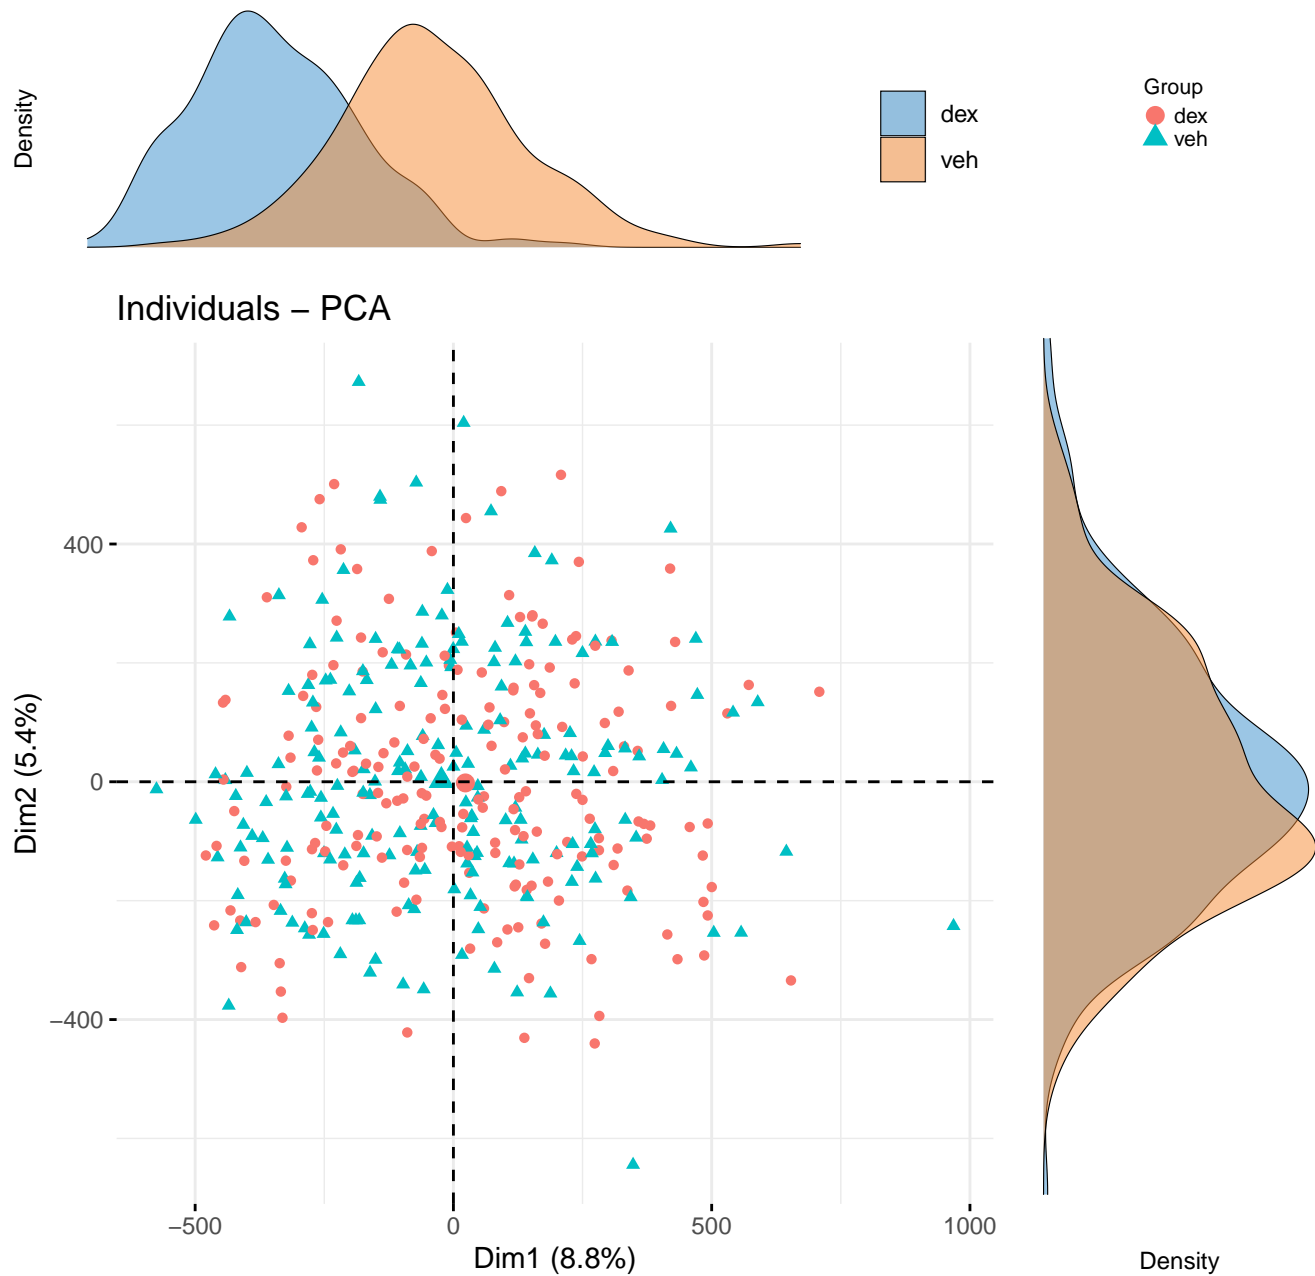 Density
dex
veh
Group
dex
veh
Individuals − PCA
Dim2 (5.4%)
400
0
−400
−500
0
500
1000
Dim1 (8.8%)
Density